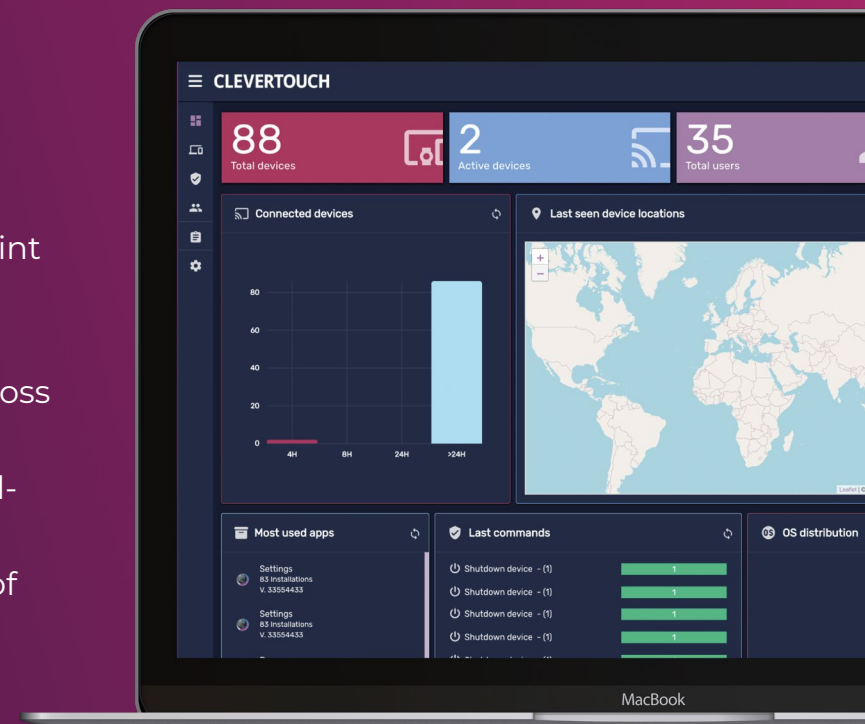 int
oss
l-
of
CLEVERTOUCH
88
Total devices
2
Active devices
35
Total users
Connected devices
80
60
40
20
0
4H
8H
24H
>24H
Last seen device locations
+
−
Leaflet | ©
Most used apps
Settings
83 Installations
V. 33554433
Settings
83 Installations
V. 33554433
Last commands
Shutdown device - (1) 1
Shutdown device - (1) 1
Shutdown device - (1) 1
Shutdown device - (1) 1
OS OS distribution
MacBook